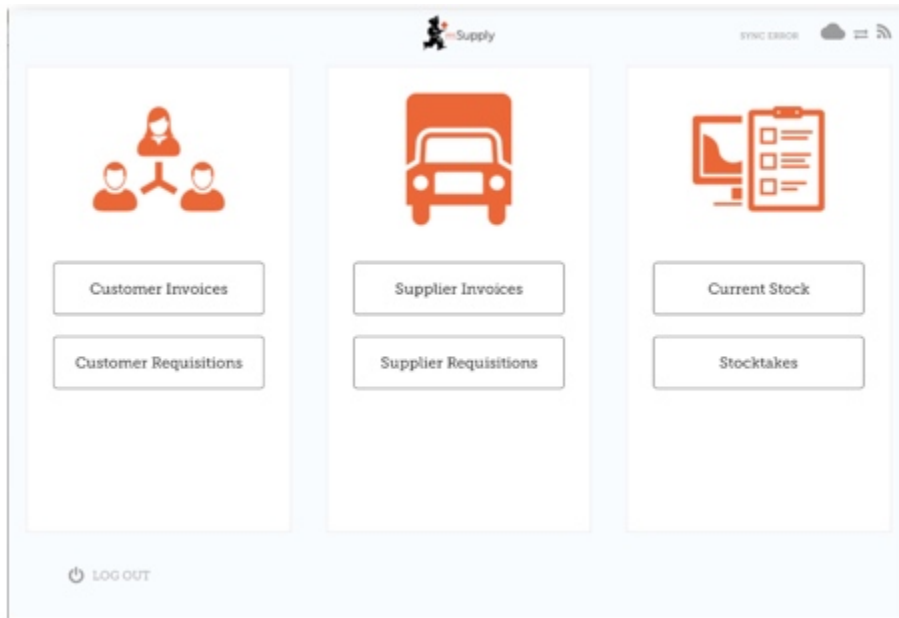 mSupply
SYNC ERROR
Customer Invoices
Customer Requisitions
Supplier Invoices
Supplier Requisitions
Current Stock
Stocktakes
LOG OUT